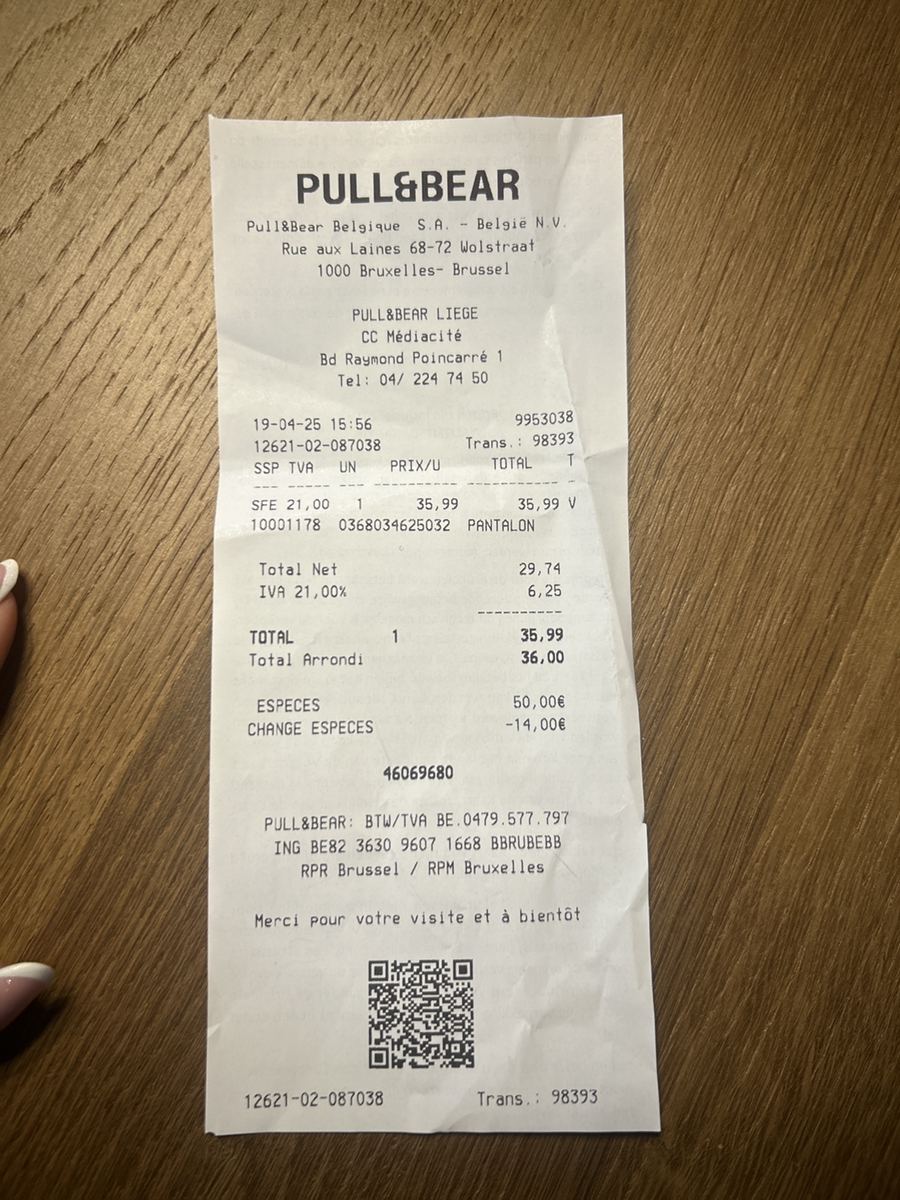 PULL&BEAR
Pull&Bear Belgique S.A. - België N.V.
Rue aux Laines 68-72 Wolstraat
1000 Bruxelles- Brussel
PULL&BEAR LIEGE
CC Médiacité
Bd Raymond Poincarré 1
Tel: 04/ 224 74 50
19-04-25 15:56 9953038
12621-02-087038 Trans.: 98393
SSP TVA UN PRIX/U TOTAL T
--- ----- --- ---------- ---------- -
SFE 21,00 1 35,99 35,99 V
10001178 0368034625032 PANTALON
Total Net 29,74
IVA 21,00% 6,25
----------
TOTAL 1 35,99
Total Arrondi 36,00
ESPECES 50,00€
CHANGE ESPECES -14,00€
46069680
PULL&BEAR: BTW/TVA BE.0479.577.797
ING BE82 3630 9607 1668 BBRUBEBB
RPR Brussel / RPM Bruxelles
Merci pour votre visite et à bientôt
12621-02-087038 Trans.: 98393